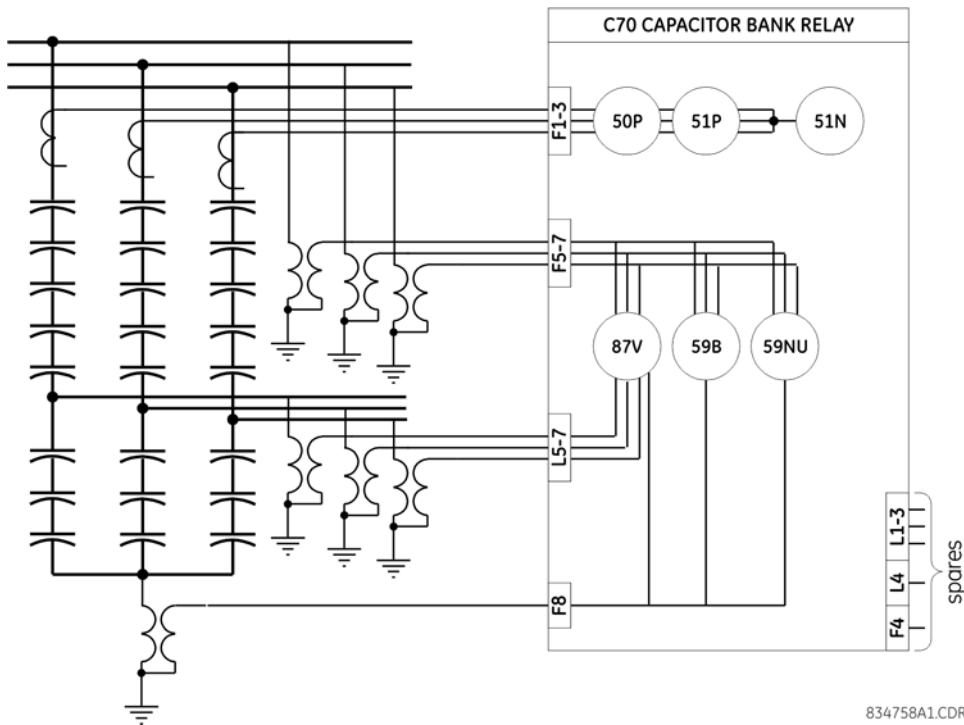 C70 CAPACITOR BANK RELAY
F1-3
50P
51P
51N
F5-7
87V
59B
59NU
L5-7
L1-3
L4
F4
spares
F8
834758A1.CDR